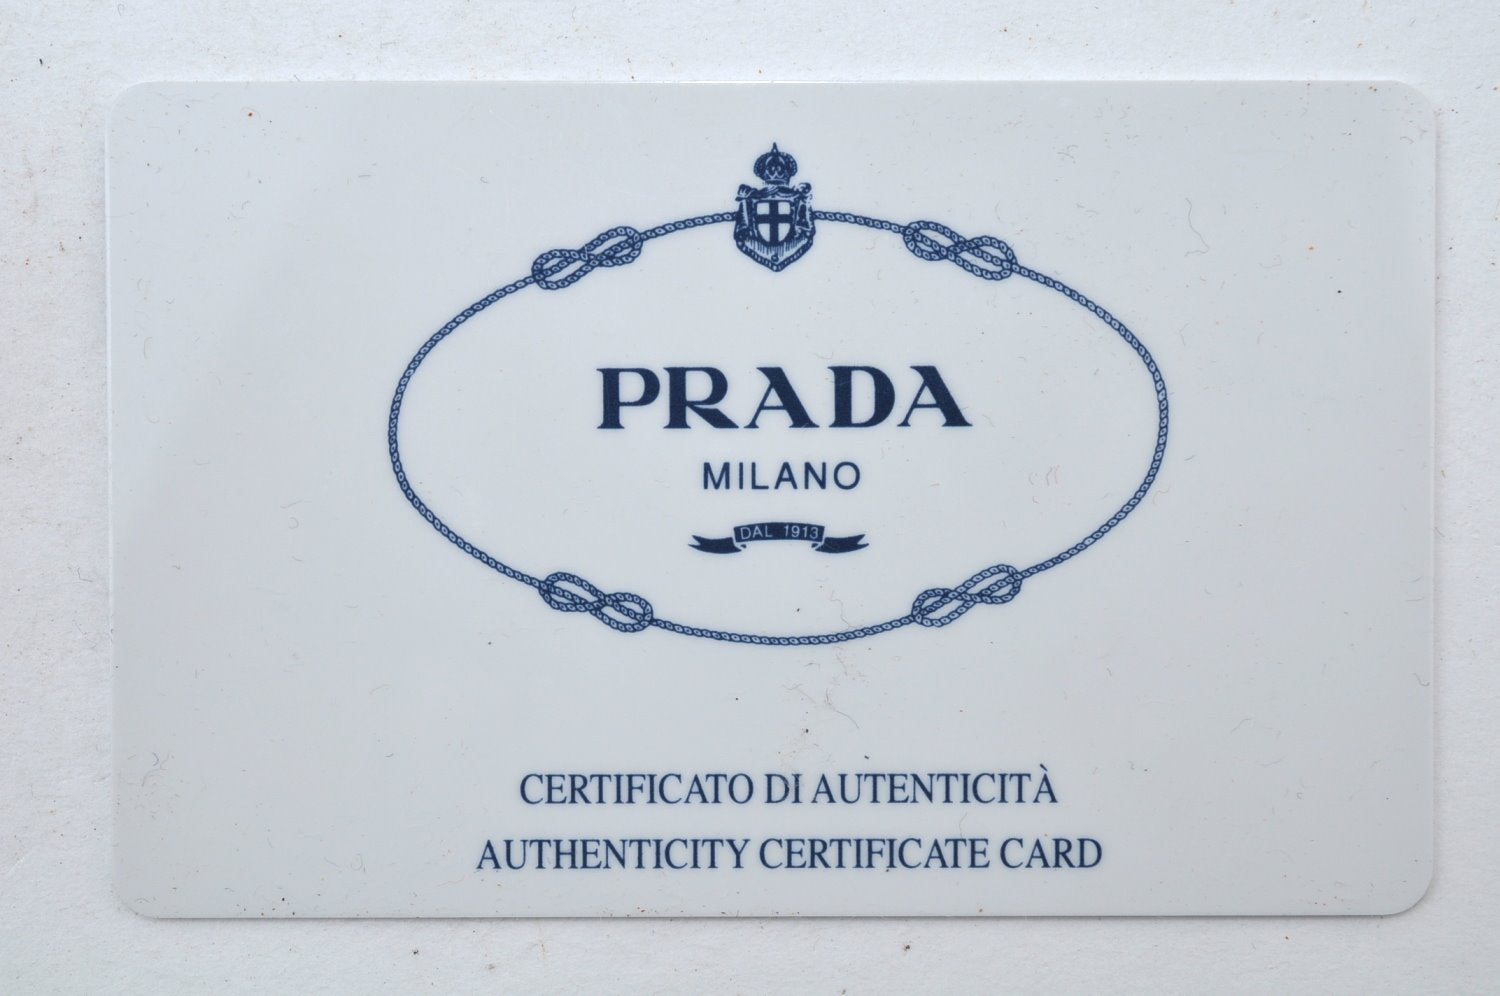 PRADA
MILANO
DAL 1913
CERTIFICATO DI AUTENTICITÀ
AUTHENTICITY CERTIFICATE CARD